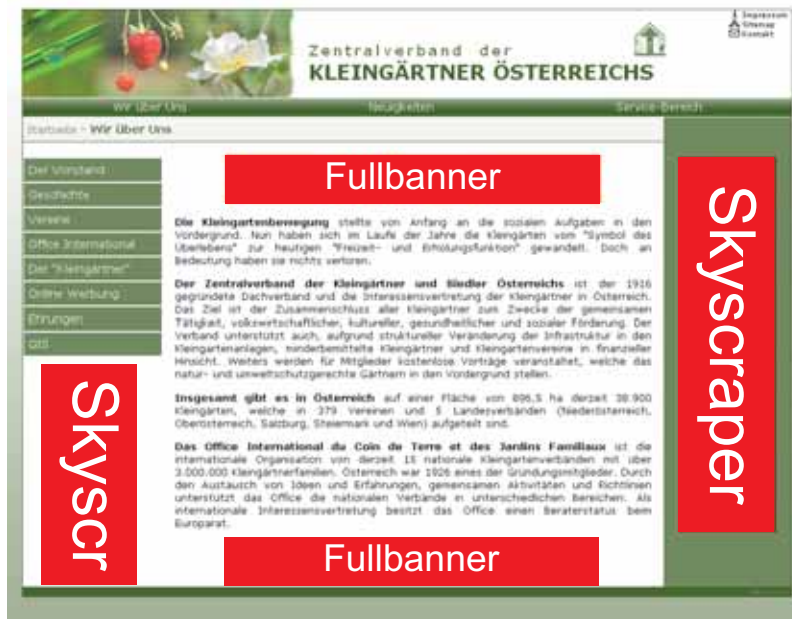 Impressum
Sitemap
Kontakt
Zentralverband der
KLEINGÄRTNER ÖSTERREICHS
Wir über Uns
Neuigkeiten
Service-Bereich
Startseite - Wir über Uns
Der Vorstand
Geschichte
Vereine
Office International
Der "Kleingärtner"
Online Werbung
Ehrungen
GIS
Skyscr
Fullbanner
Die Kleingartenbewegung stellte von Anfang an die sozialen Aufgaben in den
Vordergrund. Nun haben sich im Laufe der Jahre die Kleingärten vom "Symbol des
Überlebens" zur heutigen "Freizeit- und Erholungsfunktion" gewandelt. Doch an
Bedeutung haben sie nichts verloren.
Der Zentralverband der Kleingärtner und Siedler Österreichs ist der 1916
gegründete Dachverband und die Interessensvertretung der Kleingärtner in Österreich.
Das Ziel ist der Zusammenschluss aller Kleingärtner zum Zwecke der gemeinsamen
Tätigkeit, volkswirtschaftlicher, kultureller, gesundheitlicher und sozialer Förderung. Der
Verband unterstützt auch, aufgrund struktureller Veränderung der Infrastruktur in den
Kleingartenanlagen, minderbemittelte Kleingärtner und Kleingartenvereine in finanzieller
Hinsicht. Weiters werden für Mitglieder kostenlose Vorträge veranstaltet, welche das
natur- und umweltschutzgerechte Gärtnern in den Vordergrund stellen.
Insgesamt gibt es in Österreich auf einer Fläche von 896,5 ha derzeit 38.900
Kleingärten, welche in 379 Vereinen und 5 Landesverbänden (Niederösterreich,
Oberösterreich, Salzburg, Steiermark und Wien) aufgeteilt sind.
Das Office International du Coin de Terre et des Jardins Familiaux ist die
internationale Organisation von derzeit 15 nationale Kleingartenverbänden mit über
3.000.000 Kleingärtnerfamilien. Österreich war 1926 eines der Gründungsmitglieder. Durch
den Austausch von Ideen und Erfahrungen, gemeinsamen Aktivitäten und Richtlinien
unterstützt das Office die nationalen Verbände in unterschiedlichen Bereichen. Als
internationale Interessensvertretung besitzt das Office einen Beraterstatus beim
Europarat.
Fullbanner
Skyscraper